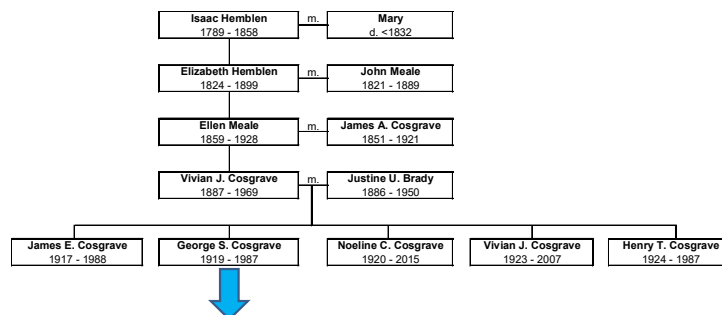 Isaac Hemblen
1789 - 1858
m.
Mary
d. <1832
Elizabeth Hemblen
1824 - 1899
m.
John Meale
1821 - 1889
Ellen Meale
1859 - 1928
m.
James A. Cosgrave
1851 - 1921
Vivian J. Cosgrave
1887 - 1969
m.
Justine U. Brady
1886 - 1950
James E. Cosgrave
1917 - 1988
George S. Cosgrave
1919 - 1987
Noeline C. Cosgrave
1920 - 2015
Vivian J. Cosgrave
1923 - 2007
Henry T. Cosgrave
1924 - 1987